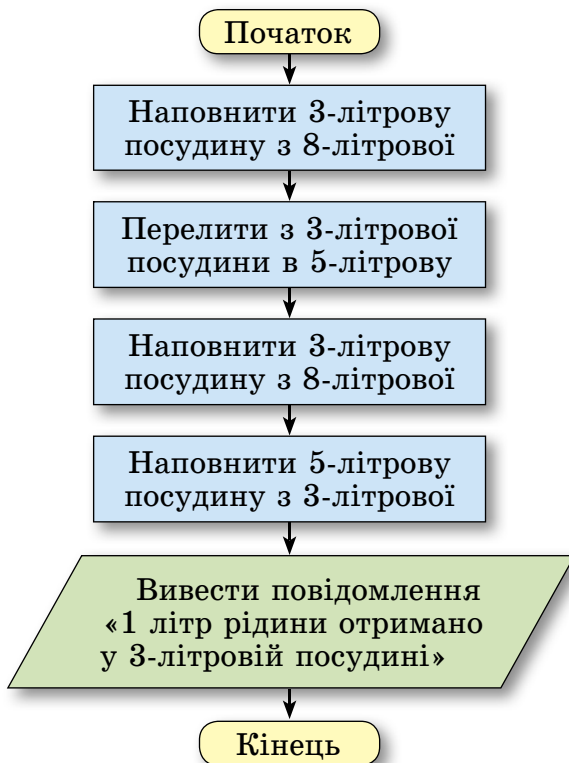 Початок
Наповнити 3-літрову
посудину з 8-літрової
Перелити з 3-літрової
посудини в 5-літрову
Наповнити 3-літрову
посудину з 8-літрової
Наповнити 5-літрову
посудину з 3-літрової
Вивести повідомлення
«1 літр рідини отримано
у 3-літровій посудині»
Кінець